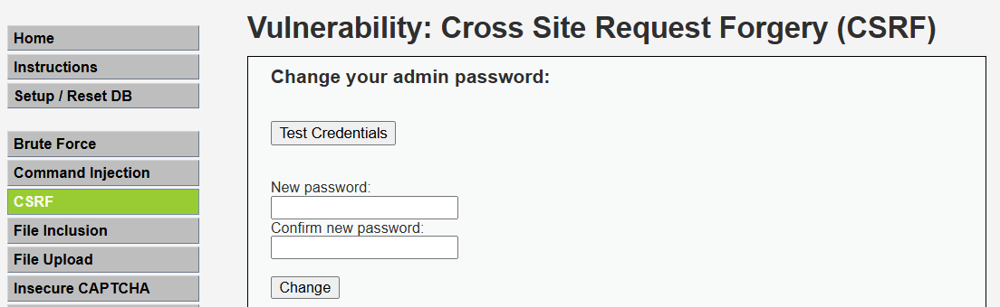 Home
Instructions
Setup / Reset DB
Brute Force
Command Injection
CSRF
File Inclusion
File Upload
Insecure CAPTCHA
Vulnerability: Cross Site Request Forgery (CSRF)
Change your admin password:
Test Credentials
New password:
Confirm new password:
Change